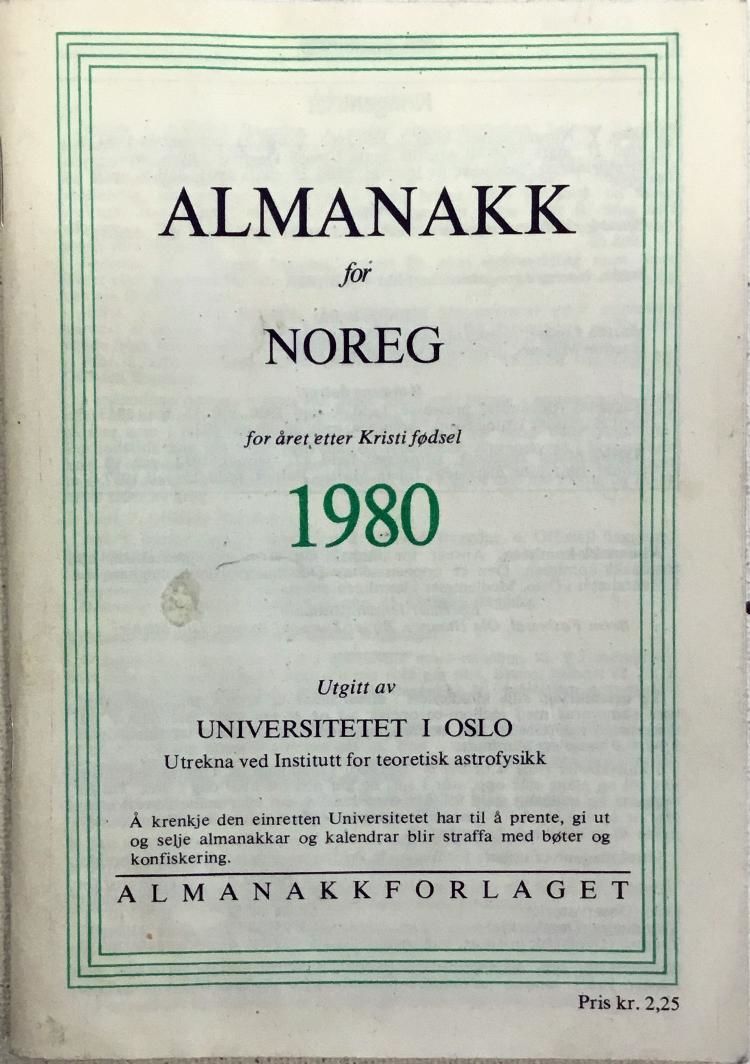 ALMANAKK
for
NOREG
for året etter Kristi fødsel
1980
Utgitt av
UNIVERSITETET I OSLO
Utrekna ved Institutt for teoretisk astrofysikk
Å krenkje den einretten Universitetet har til å prente, gi ut
og selje almanakkar og kalendrar blir straffa med bøter og
konfiskering.
ALMANAKKFORLAGET
Pris kr. 2,25